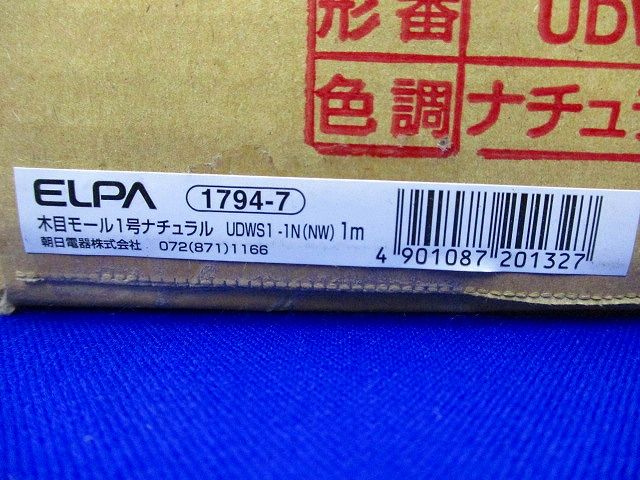 形番 UDW
色調 ナチュ
ELPA 1794-7
木目モール1号ナチュラル UDWS1-1N(NW) 1m
朝日電器株式会社 072(871)1166
4 901087 201327